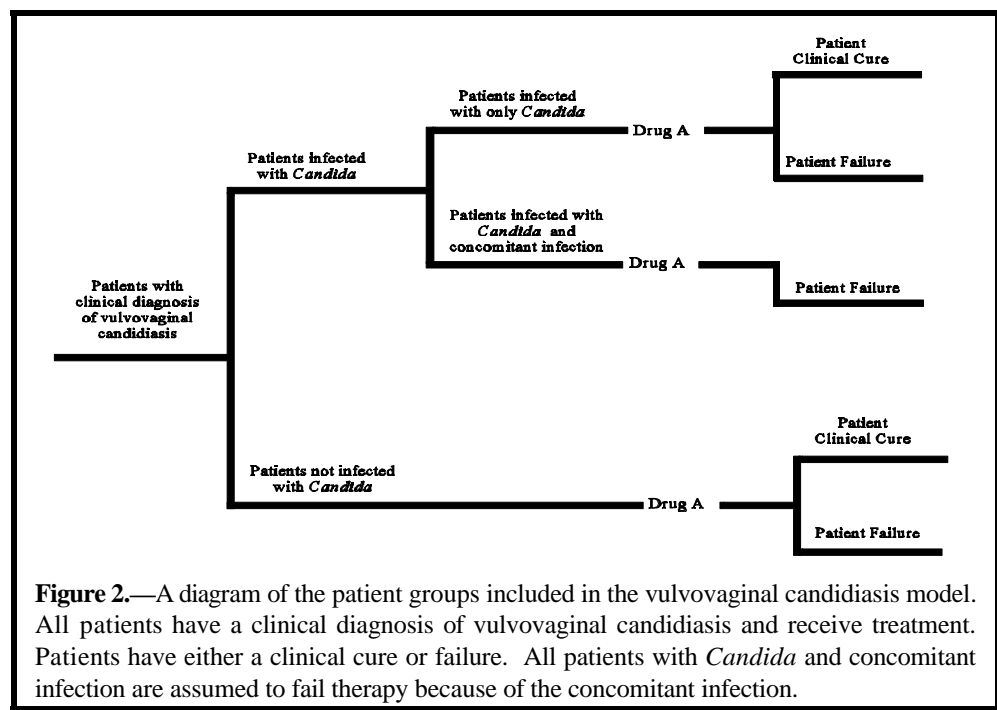 Patient
Clinical Cure
Patients infected
with only Candida
Drug A
Patient Failure
Patients infected
with Candida
Patients infected with
Candida and
concomitant infection
Drug A
Patient Failure
Patients with
clinical diagnosis
of vulvovaginal
candidiasis
Patient
Clinical Cure
Patients not infected
with Candida
Drug A
Patient Failure
Figure 2.—A diagram of the patient groups included in the vulvovaginal candidiasis model.
All patients have a clinical diagnosis of vulvovaginal candidiasis and receive treatment.
Patients have either a clinical cure or failure. All patients with Candida and concomitant
infection are assumed to fail therapy because of the concomitant infection.